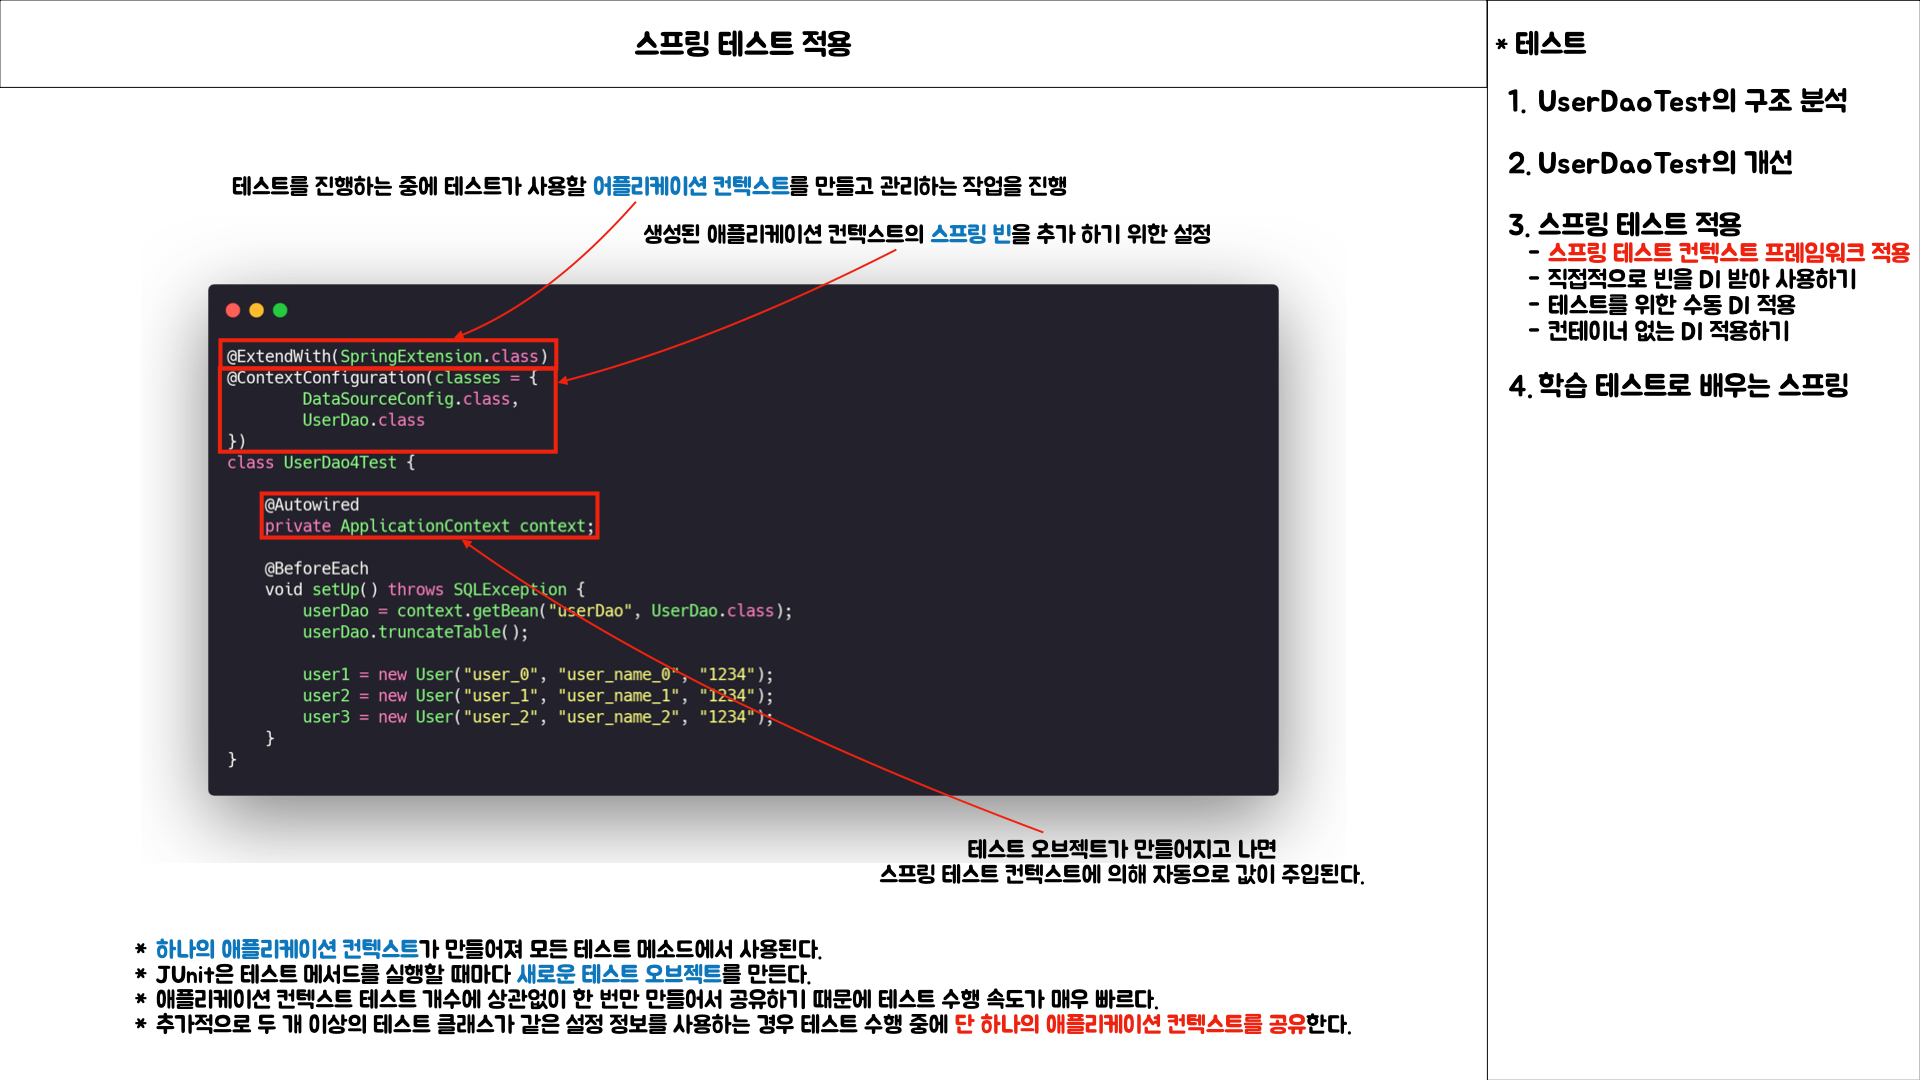 스프링 테스트 적용
테스트를 진행하는 중에 테스트가 사용할 어플리케이션 컨텍스트를 만들고 관리하는 작업을 진행
생성된 애플리케이션 컨텍스트의 스프링 빈을 추가 하기 위한 설정
@ExtendWith(SpringExtension.class)
@ContextConfiguration(classes = {
        DataSourceConfig.class,
        UserDao.class
})
class UserDao4Test {
    @Autowired
    private ApplicationContext context;
    @BeforeEach
    void setUp() throws SQLException {
        userDao = context.getBean("userDao", UserDao.class);
        userDao.truncateTable();
        user1 = new User("user_0", "user_name_0", "1234");
        user2 = new User("user_1", "user_name_1", "1234");
        user3 = new User("user_2", "user_name_2", "1234");
    }
}
테스트 오브젝트가 만들어지고 나면
스프링 테스트 컨텍스트에 의해 자동으로 값이 주입된다.
* 하나의 애플리케이션 컨텍스트가 만들어져 모든 테스트 메소드에서 사용된다.
* JUnit은 테스트 메서드를 실행할 때마다 새로운 테스트 오브젝트를 만든다.
* 애플리케이션 컨텍스트 테스트 개수에 상관없이 한 번만 만들어서 공유하기 때문에 테스트 수행 속도가 매우 빠르다.
* 추가적으로 두 개 이상의 테스트 클래스가 같은 설정 정보를 사용하는 경우 테스트 수행 중에 단 하나의 애플리케이션 컨텍스트를 공유한다.
* 테스트
1. UserDaoTest의 구조 분석
2. UserDaoTest의 개선
3. 스프링 테스트 적용
- 스프링 테스트 컨텍스트 프레임워크 적용
- 직접적으로 빈을 DI 받아 사용하기
- 테스트를 위한 수동 DI 적용
- 컨테이너 없는 DI 적용하기
4. 학습 테스트로 배우는 스프링